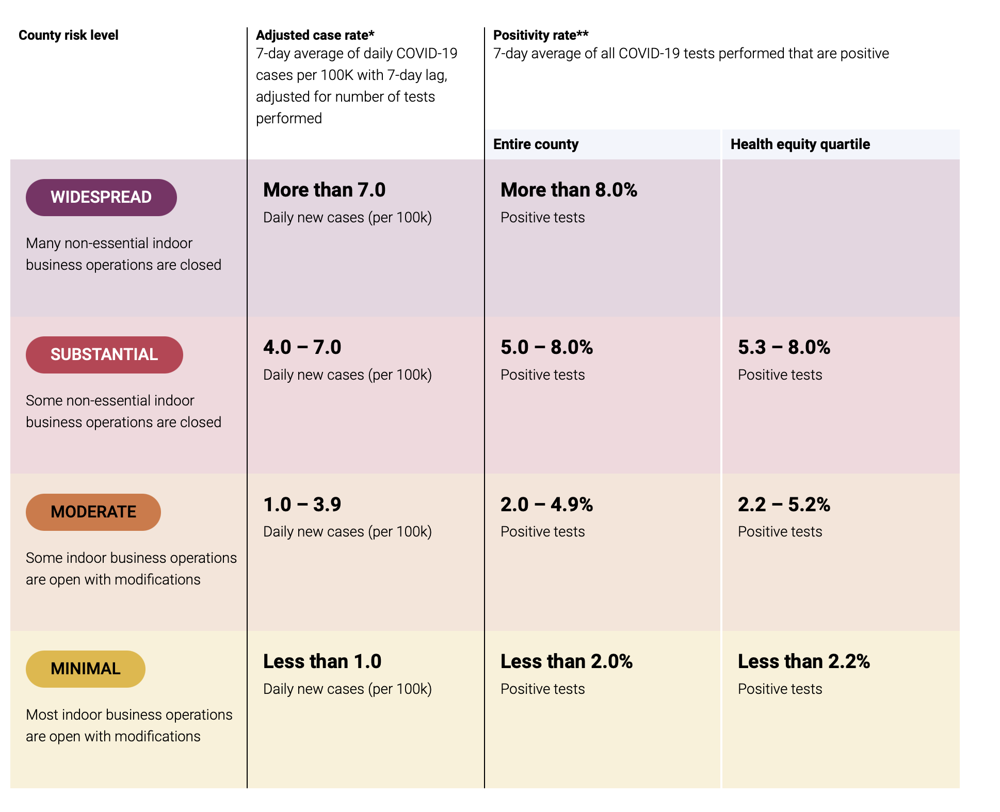 County risk level
Adjusted case rate*
7-day average of daily COVID-19
cases per 100K with 7-day lag,
adjusted for number of tests
performed
Positivity rate**
7-day average of all COVID-19 tests performed that are positive
Entire county
Health equity quartile
WIDESPREAD
Many non-essential indoor
business operations are closed
More than 7.0
Daily new cases (per 100k)
More than 8.0%
Positive tests
SUBSTANTIAL
Some non-essential indoor
business operations are closed
4.0 – 7.0
Daily new cases (per 100k)
5.0 – 8.0%
Positive tests
5.3 – 8.0%
Positive tests
MODERATE
Some indoor business operations
are open with modifications
1.0 – 3.9
Daily new cases (per 100k)
2.0 – 4.9%
Positive tests
2.2 – 5.2%
Positive tests
MINIMAL
Most indoor business operations
are open with modifications
Less than 1.0
Daily new cases (per 100k)
Less than 2.0%
Positive tests
Less than 2.2%
Positive tests